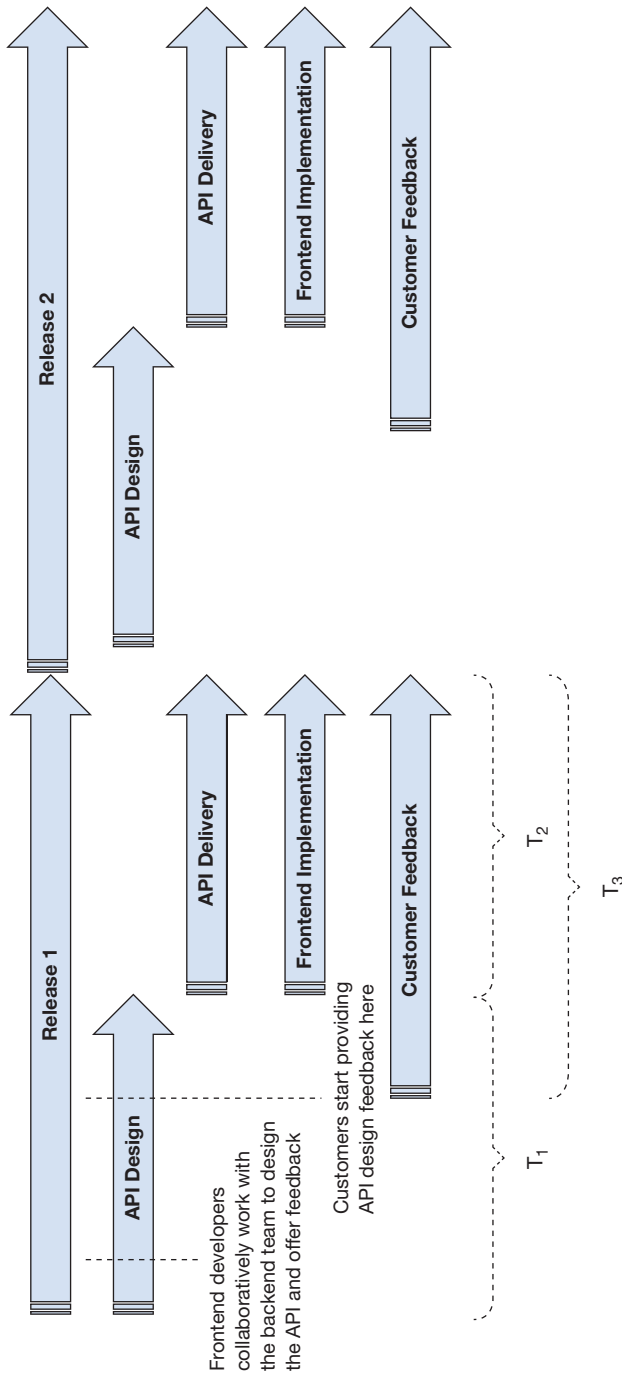 Release 1
Release 2
API Design
API Design
API Delivery
API Delivery
Frontend developers
collaboratively work with
the backend team to design
the API and offer feedback
Frontend Implementation
Frontend Implementation
Customers start providing
API design feedback here
Customer Feedback
Customer Feedback
T₁
T₂
T₃